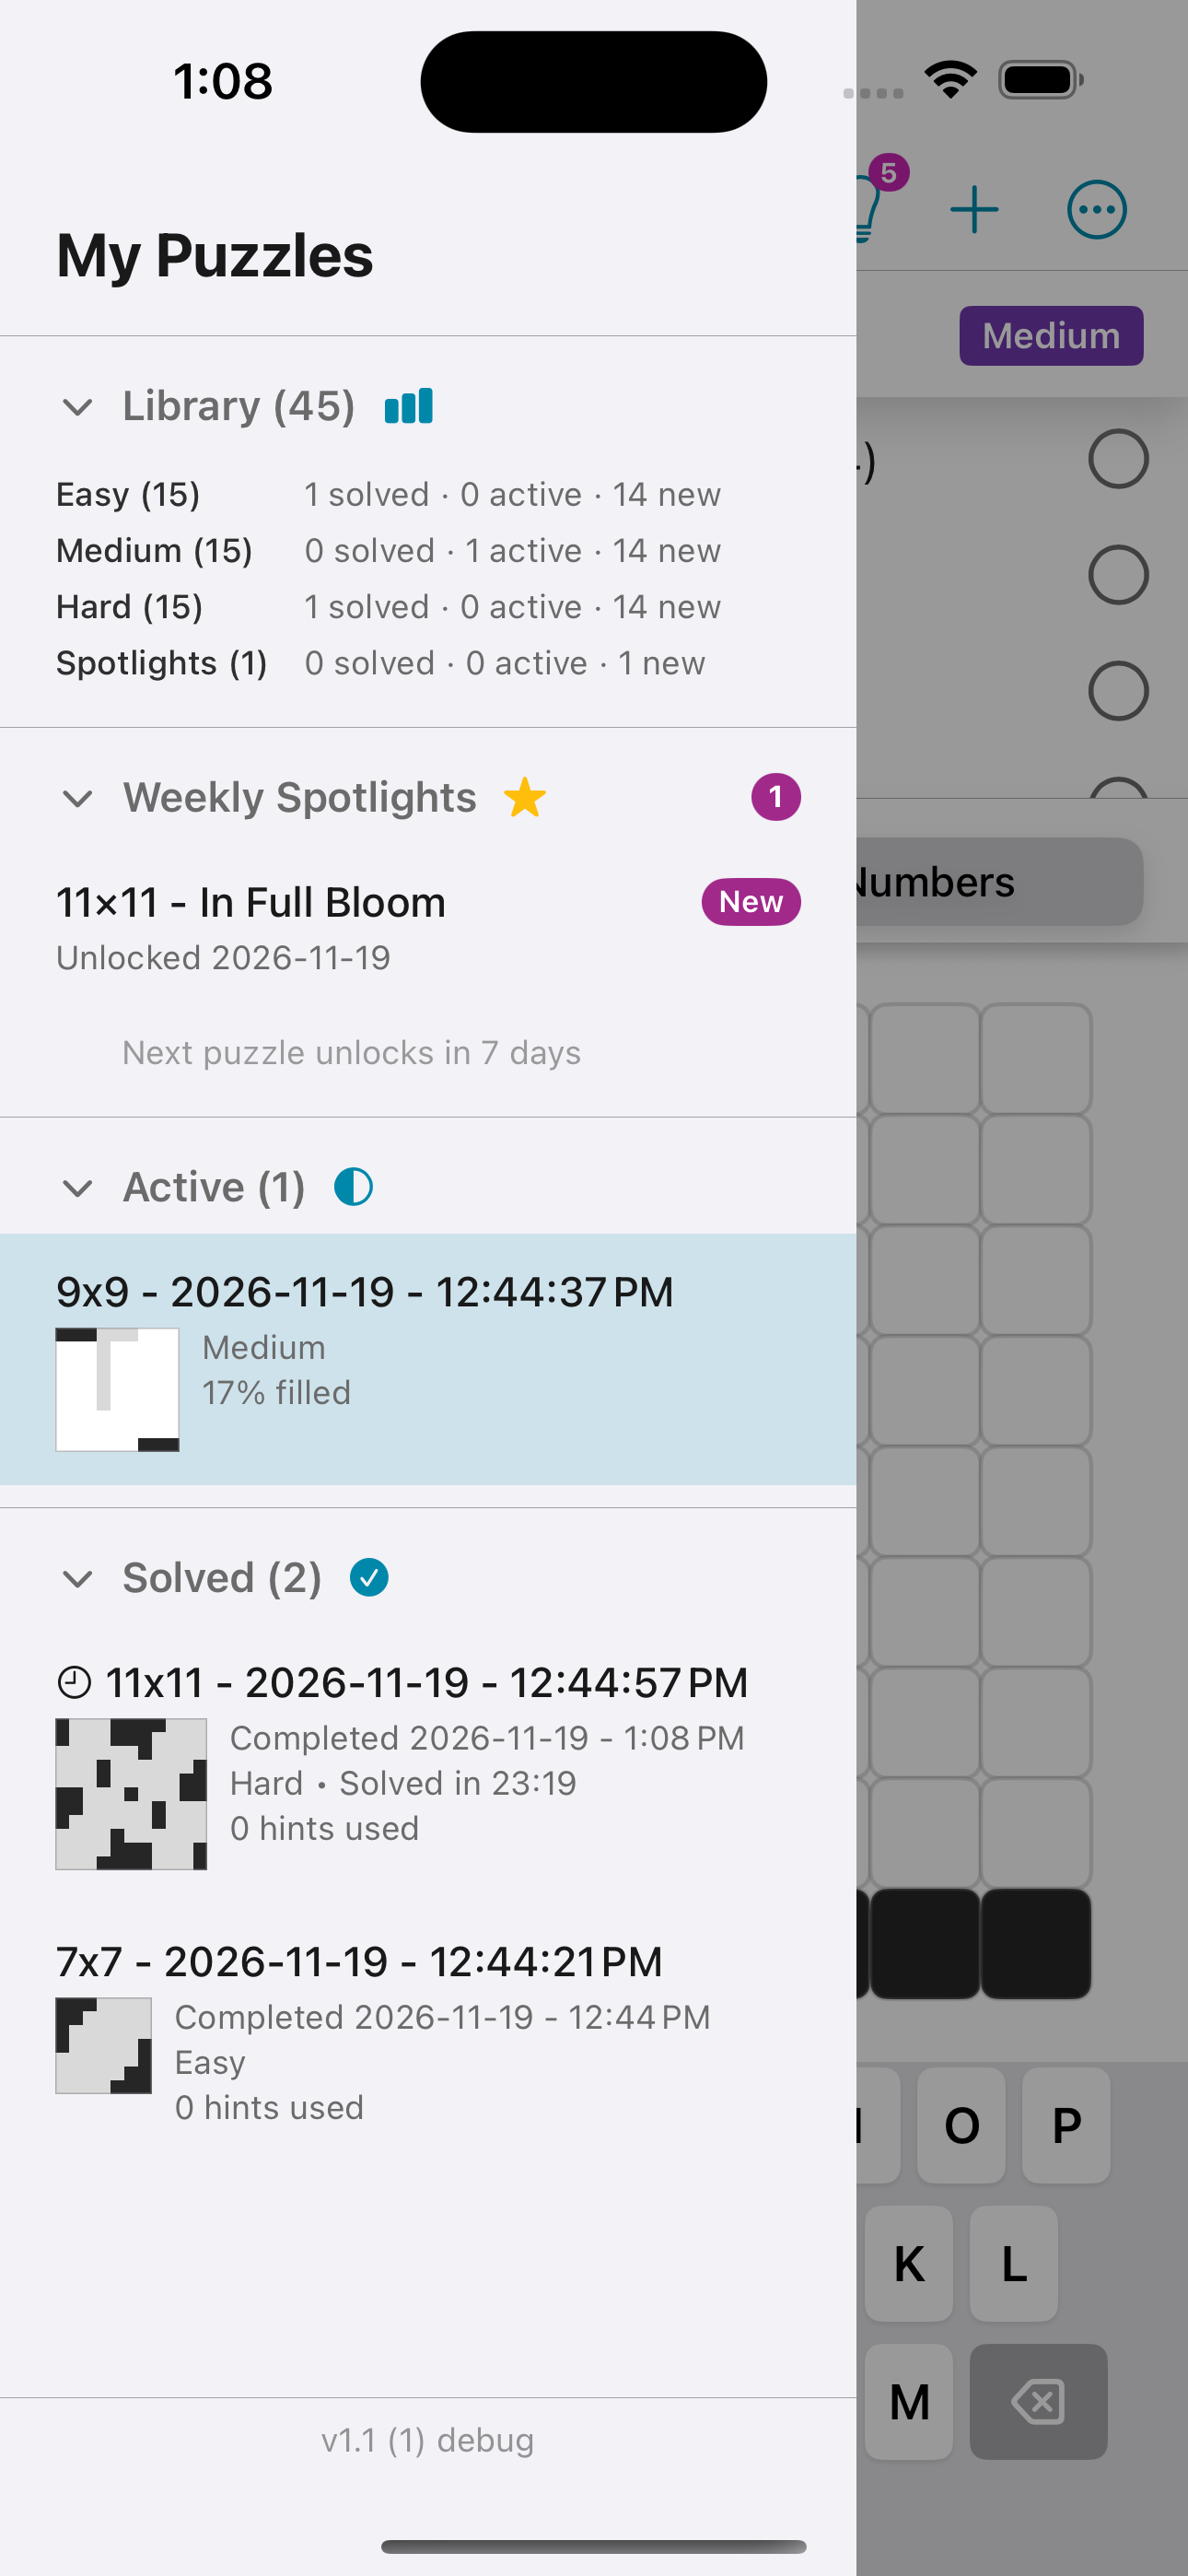 1:08
5
My Puzzles
Medium
Library (45)
Easy (15) 1 solved · 0 active · 14 new
Medium (15) 0 solved · 1 active · 14 new
Hard (15) 1 solved · 0 active · 14 new
Spotlights (1) 0 solved · 0 active · 1 new
Weekly Spotlights 1
11×11 - In Full Bloom New
Numbers
Unlocked 2026-11-19
Next puzzle unlocks in 7 days
Active (1)
9x9 - 2026-11-19 - 12:44:37 PM
Medium
17% filled
Solved (2)
11x11 - 2026-11-19 - 12:44:57 PM
Completed 2026-11-19 - 1:08 PM
Hard • Solved in 23:19
0 hints used
7x7 - 2026-11-19 - 12:44:21 PM
Completed 2026-11-19 - 12:44 PM
Easy
0 hints used
O P
K L
M
v1.1 (1) debug